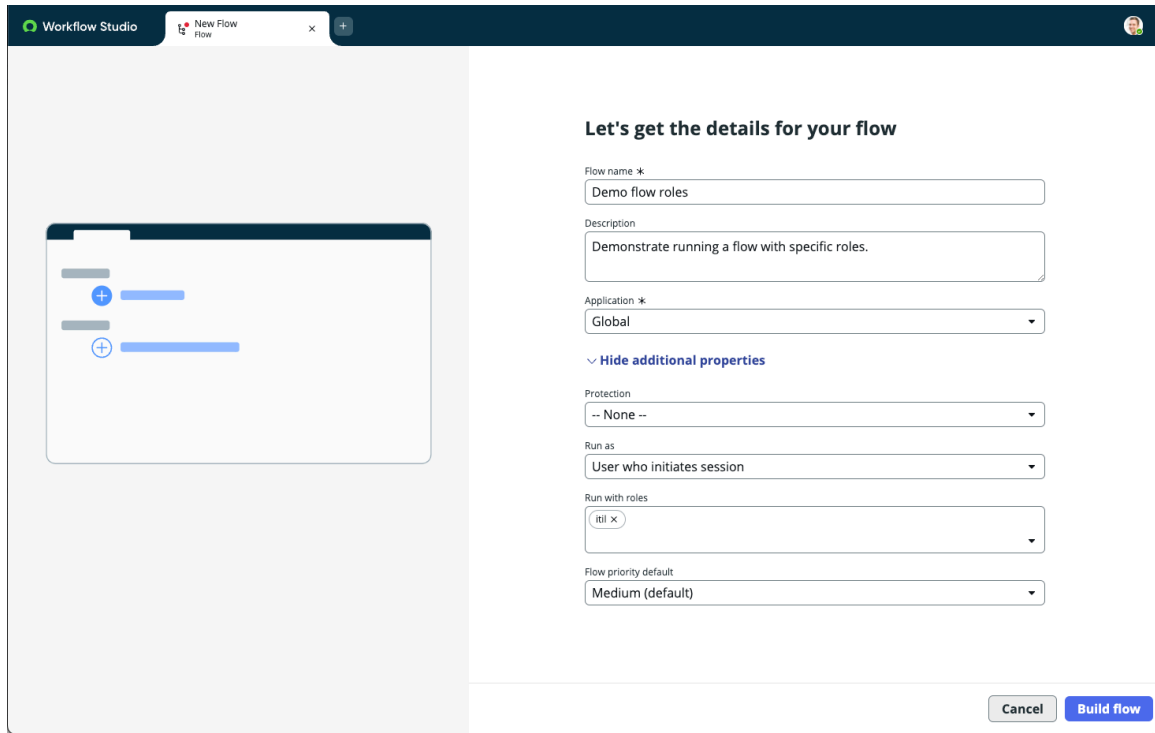 Workflow Studio
New Flow
Flow
Let's get the details for your flow
Flow name *
Demo flow roles
Description
Demonstrate running a flow with specific roles.
Application *
Global
Hide additional properties
Protection
-- None --
Run as
User who initiates session
Run with roles
itil
Flow priority default
Medium (default)
Cancel
Build flow